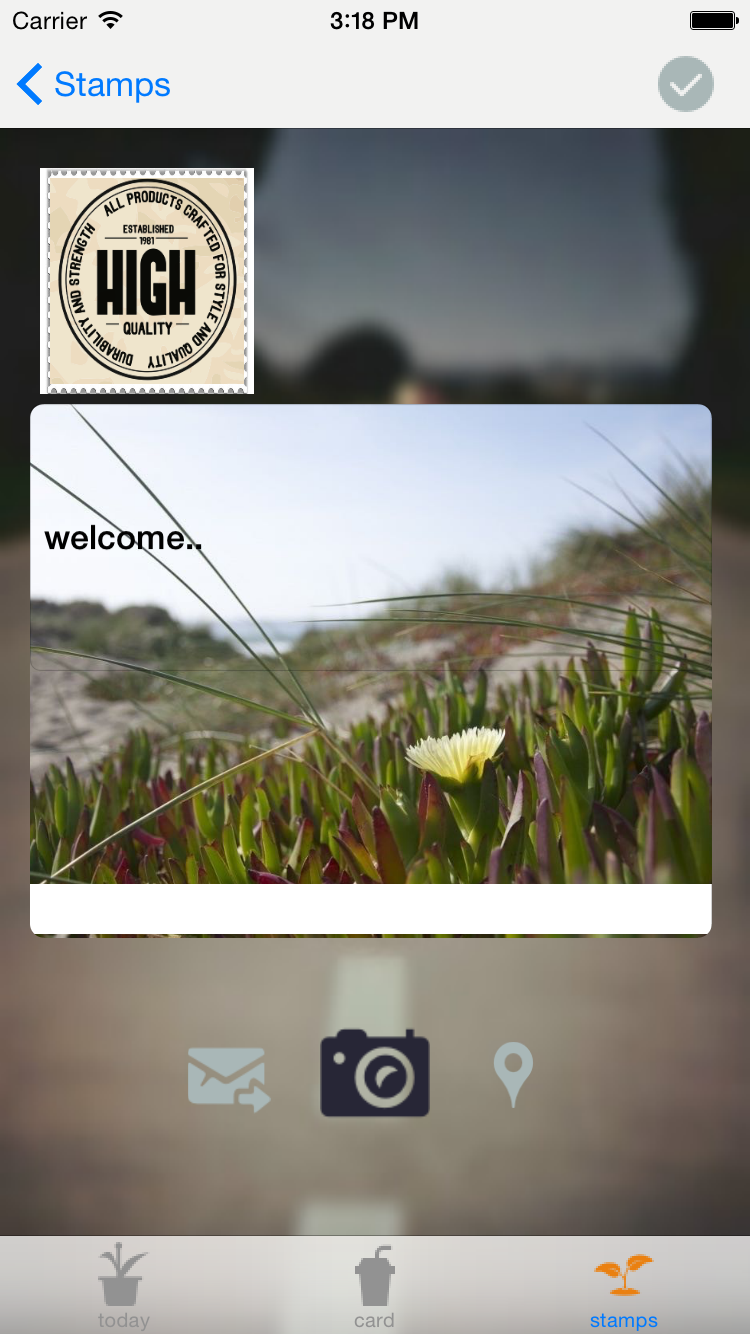 Carrier 3:18 PM
Stamps
ALL PRODUCTS CRAFTED FOR STYLE AND QUALITY
DURABILITY AND STRENGTH
ESTABLISHED
1981
HIGH
QUALITY
welcome..
today card stamps